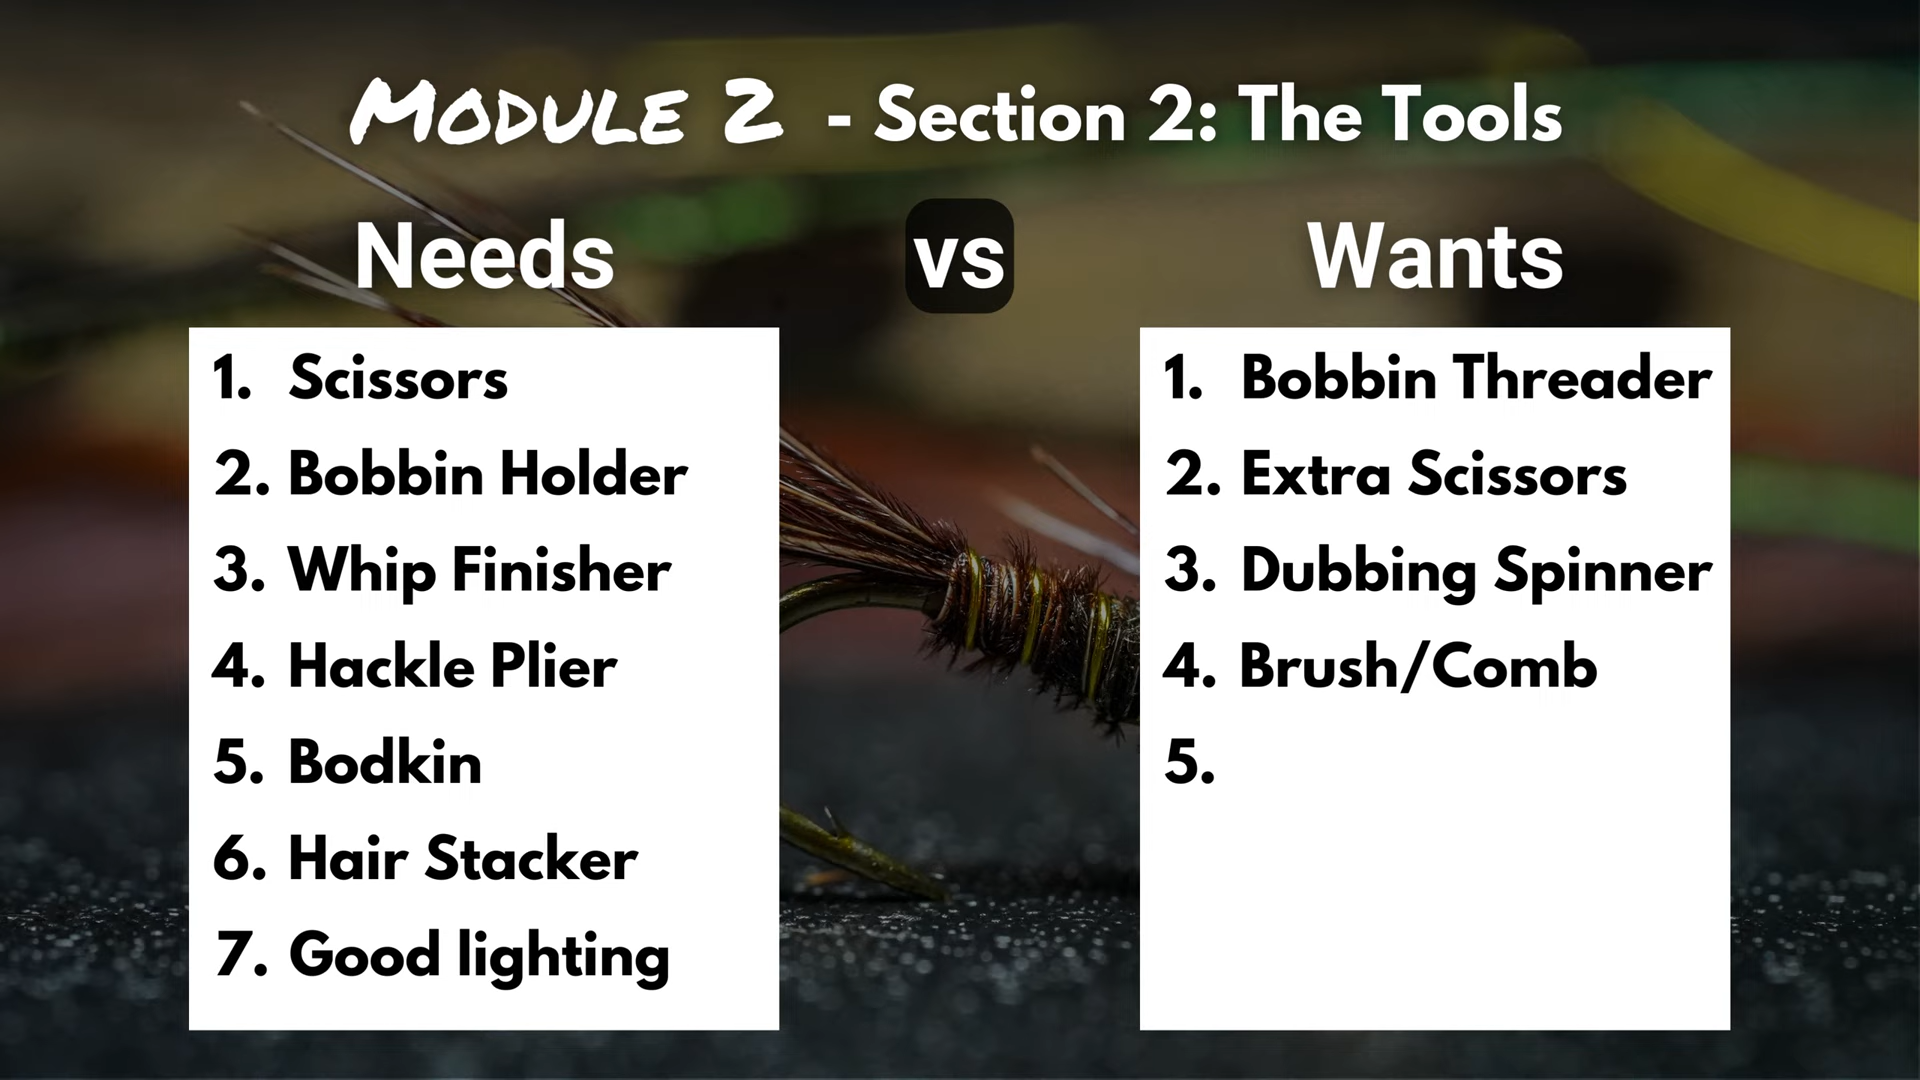 Module 2 - Section 2: The Tools
Needs vs Wants
1. Scissors
2. Bobbin Holder
3. Whip Finisher
4. Hackle Plier
5. Bodkin
6. Hair Stacker
7. Good lighting
1. Bobbin Threader
2. Extra Scissors
3. Dubbing Spinner
4. Brush/Comb
5.